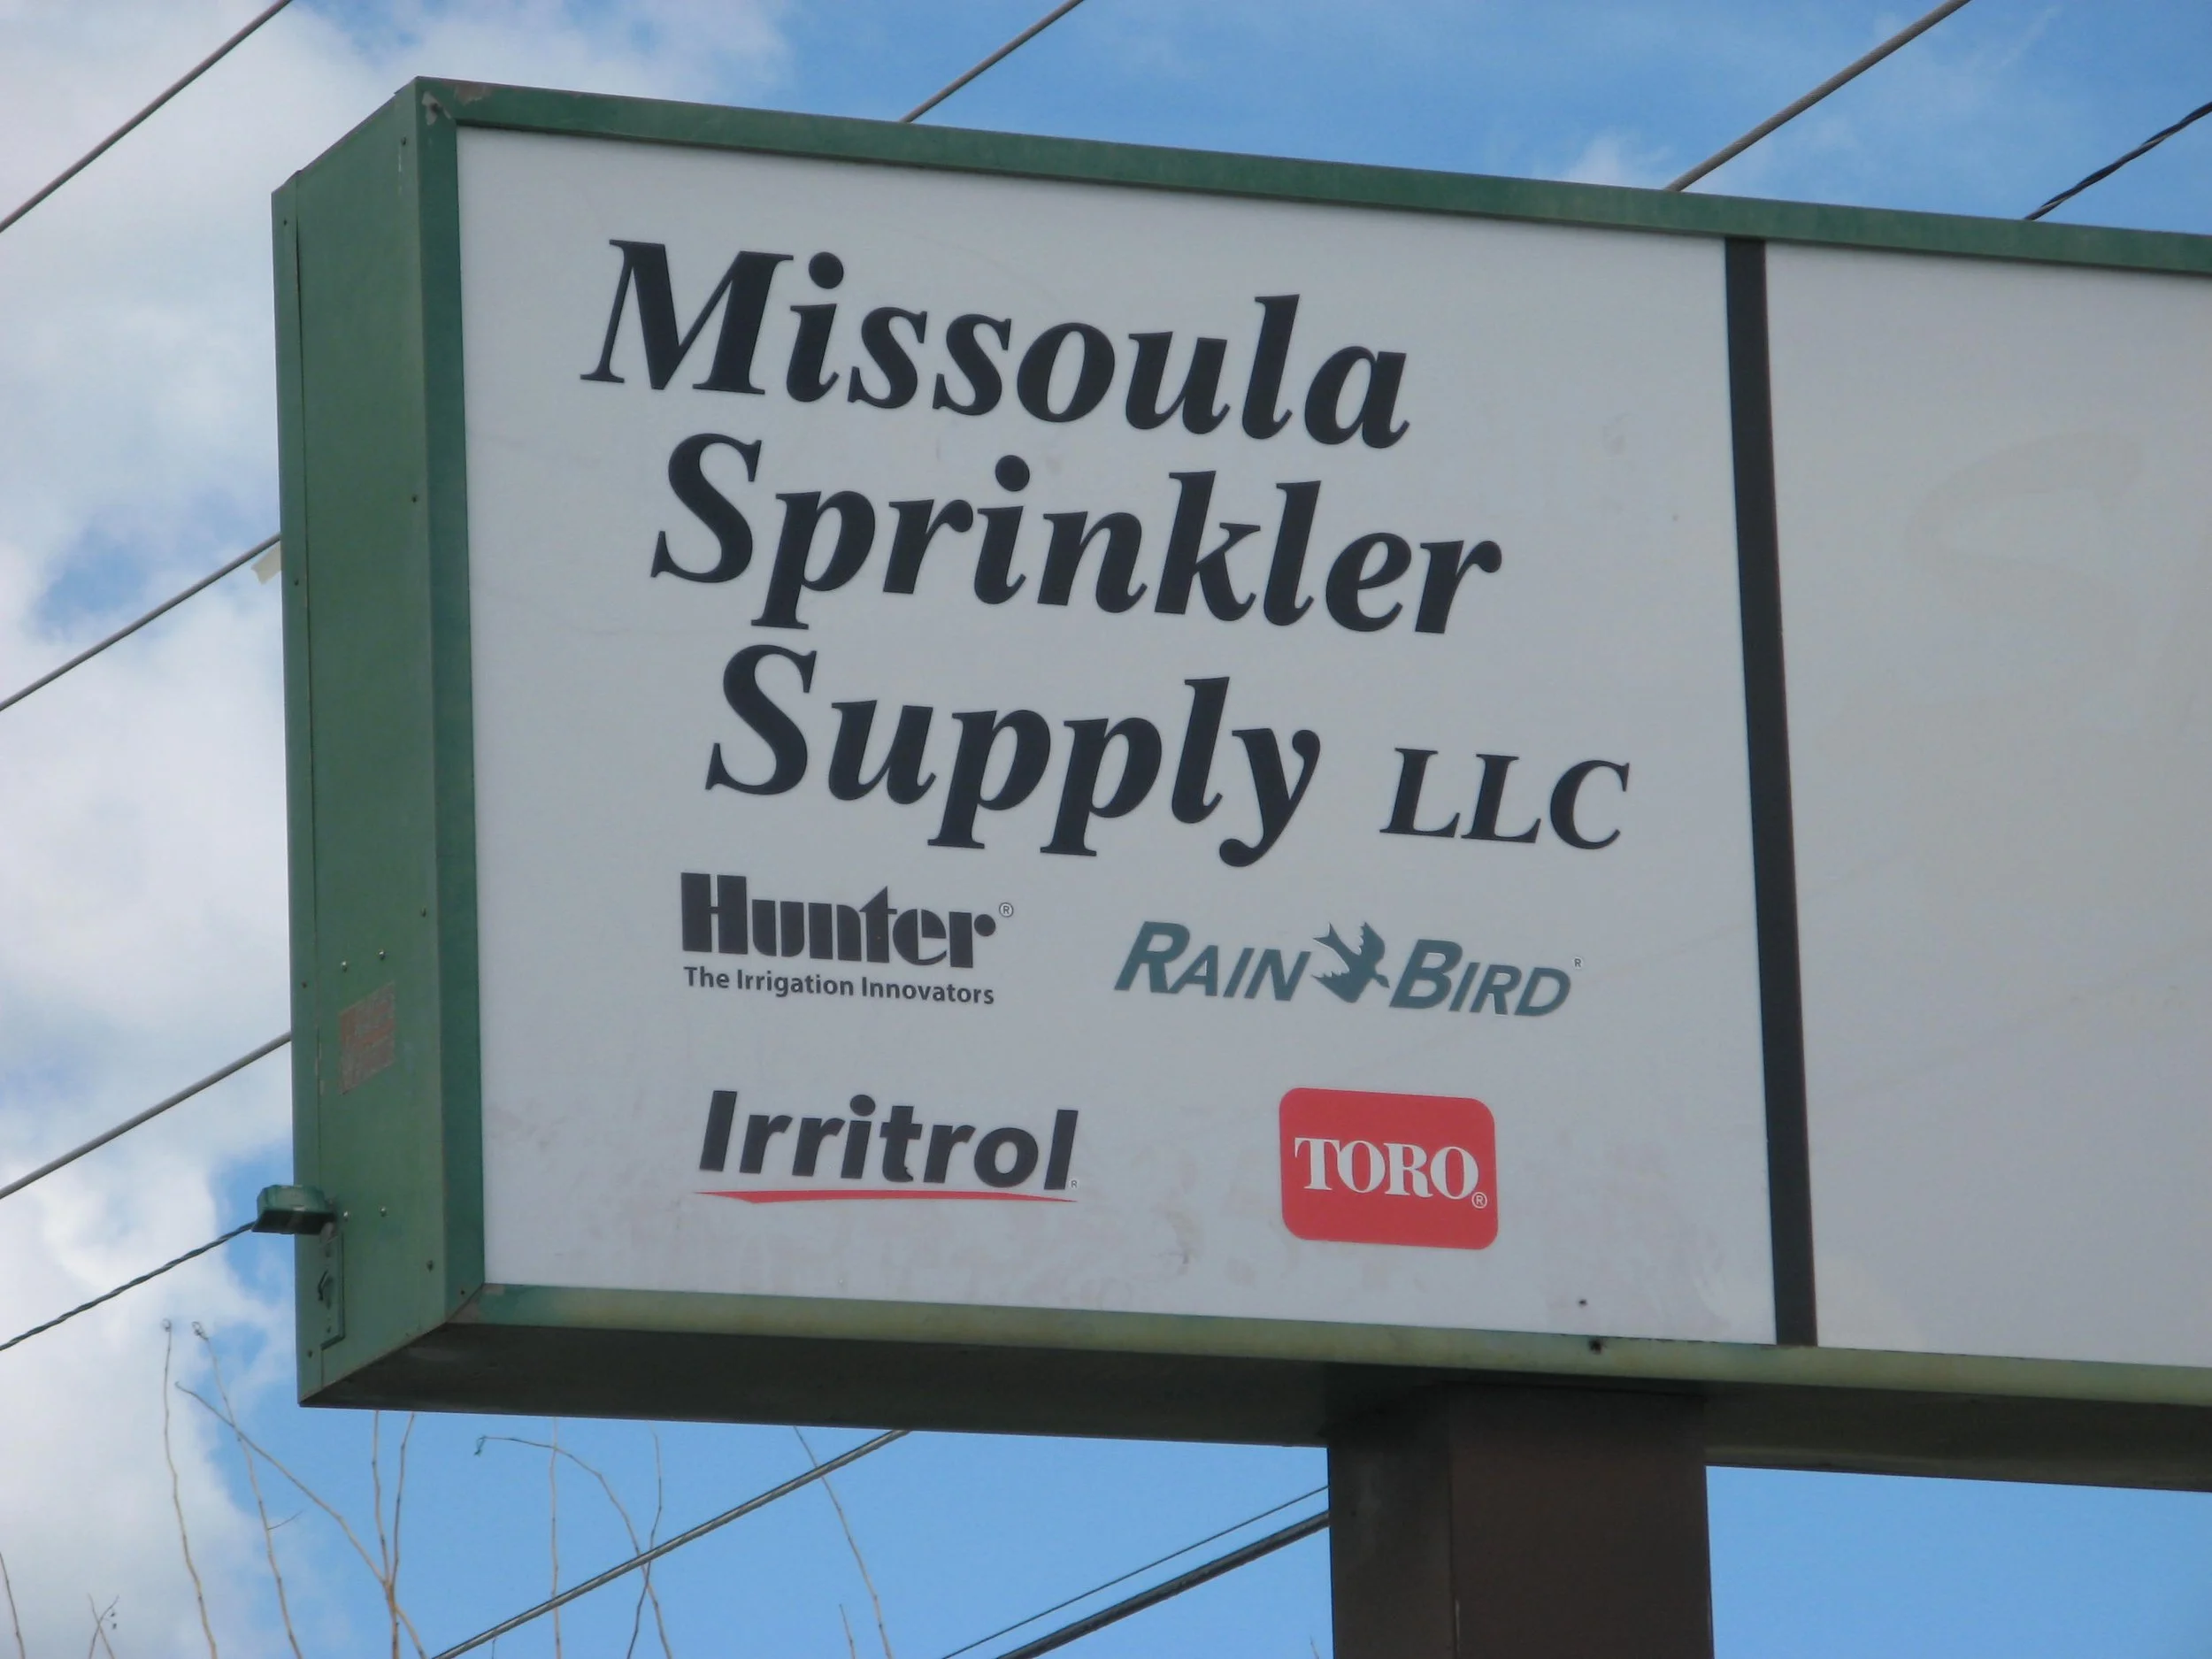 Missoula
Sprinkler
Supply LLC
Hunter®
The Irrigation Innovators
RAIN BIRD®
Irritrol®
TORO®